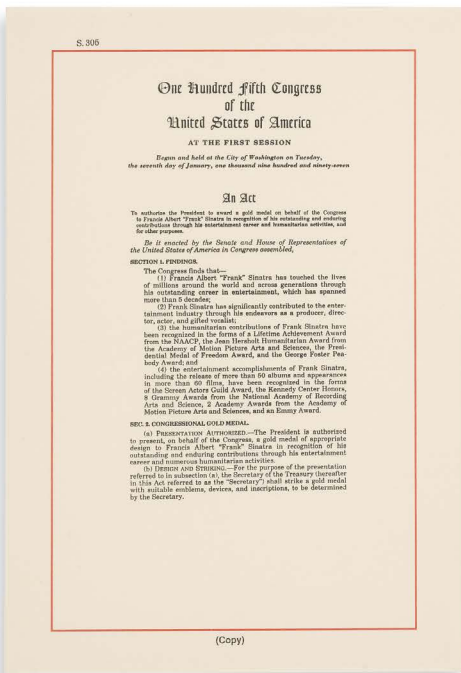 S. 305
One Hundred Fifth Congress
of the
United States of America
AT THE FIRST SESSION
Begun and held at the City of Washington on Tuesday,
the seventh day of January, one thousand nine hundred and ninety-seven
An Act
To authorize the President to award a gold medal on behalf of the Congress
to Francis Albert "Frank" Sinatra in recognition of his outstanding and enduring
contributions through his entertainment career and humanitarian activities, and
for other purposes.
Be it enacted by the Senate and House of Representatives of
the United States of America in Congress assembled,
SECTION 1. FINDINGS.
The Congress finds that—
(1) Francis Albert "Frank" Sinatra has touched the lives
of millions around the world and across generations through
his outstanding career in entertainment, which has spanned
more than 5 decades;
(2) Frank Sinatra has significantly contributed to the enter-
tainment industry through his endeavors as a producer, direc-
tor, actor, and gifted vocalist;
(3) the humanitarian contributions of Frank Sinatra have
been recognized in the forms of a Lifetime Achievement Award
from the NAACP, the Jean Hersholt Humanitarian Award from
the Academy of Motion Picture Arts and Sciences, the Presi-
dential Medal of Freedom Award, and the George Foster Pea-
body Award; and
(4) the entertainment accomplishments of Frank Sinatra,
including the release of more than 50 albums and appearances
in more than 60 films, have been recognized in the forms
of the Screen Actors Guild Award, the Kennedy Center Honors,
8 Grammy Awards from the National Academy of Recording
Arts and Science, 2 Academy Awards from the Academy of
Motion Picture Arts and Sciences, and an Emmy Award.
SEC. 2. CONGRESSIONAL GOLD MEDAL.
(a) PRESENTATION AUTHORIZED.—The President is authorized
to present, on behalf of the Congress, a gold medal of appropriate
design to Francis Albert "Frank" Sinatra in recognition of his
outstanding and enduring contributions through his entertainment
career and numerous humanitarian activities.
(b) DESIGN AND STRIKING.—For the purpose of the presentation
referred to in subsection (a), the Secretary of the Treasury (hereafter
in this Act referred to as the "Secretary") shall strike a gold medal
with suitable emblems, devices, and inscriptions, to be determined
by the Secretary.
(Copy)